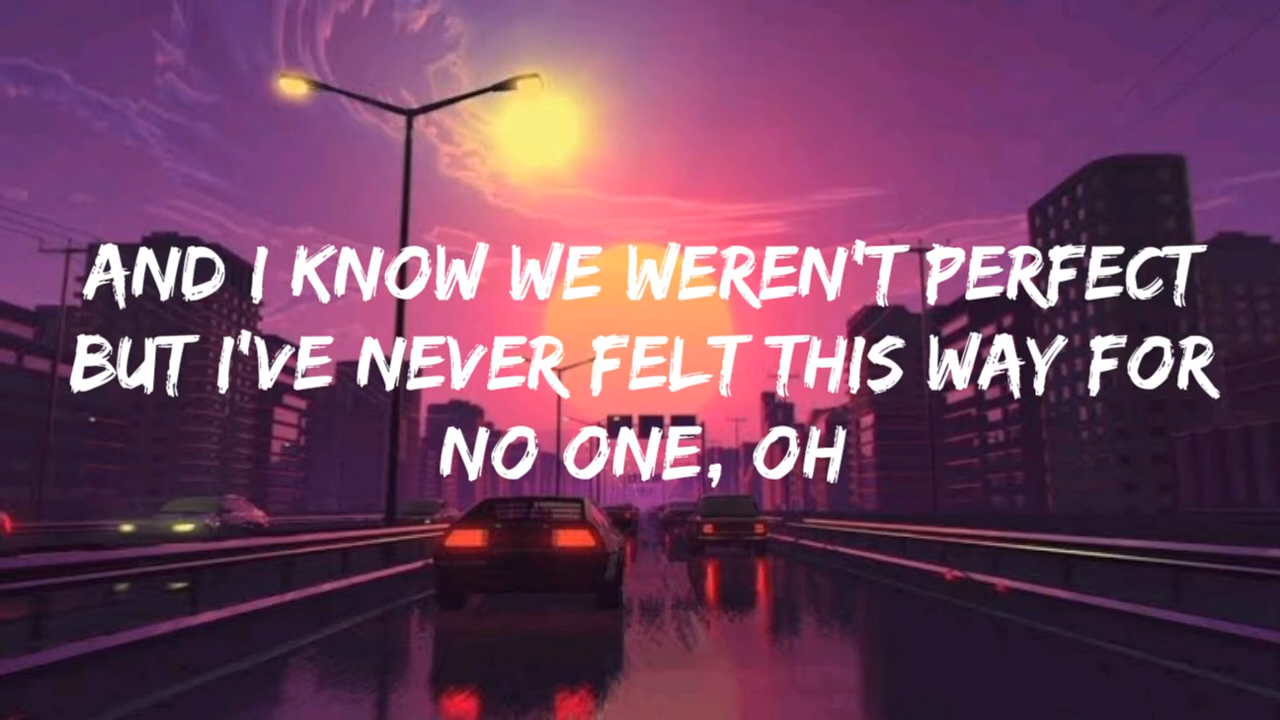 AND I KNOW WE WEREN'T PERFECT
BUT I'VE NEVER FELT THIS WAY FOR
NO ONE, OH